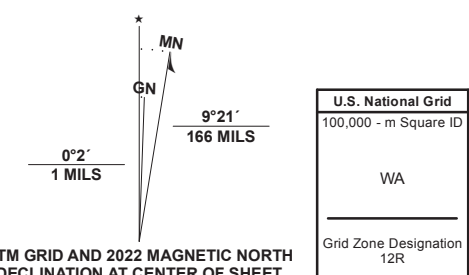 MN
GN
9°21´
166 MILS
0°2´
1 MILS
TM GRID AND 2022 MAGNETIC NORTH
DECLINATION AT CENTER OF SHEET
U.S. National Grid
100,000 - m Square ID
WA
Grid Zone Designation
12R